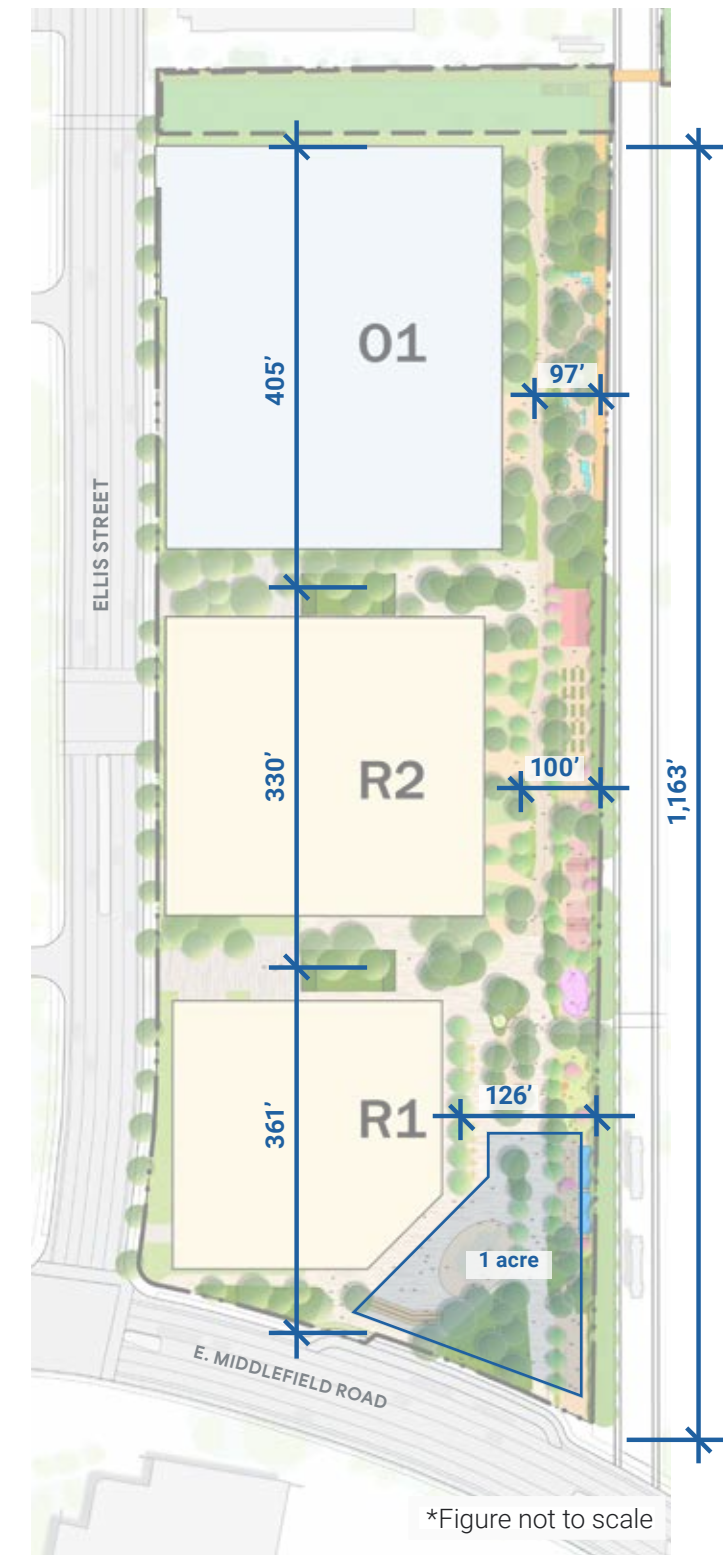 O1
405’
97’
ELLIS STREET
R2
330’
100’
1,163’
R1
361’
126’
1 acre
E. MIDDLEFIELD ROAD
*Figure not to scale